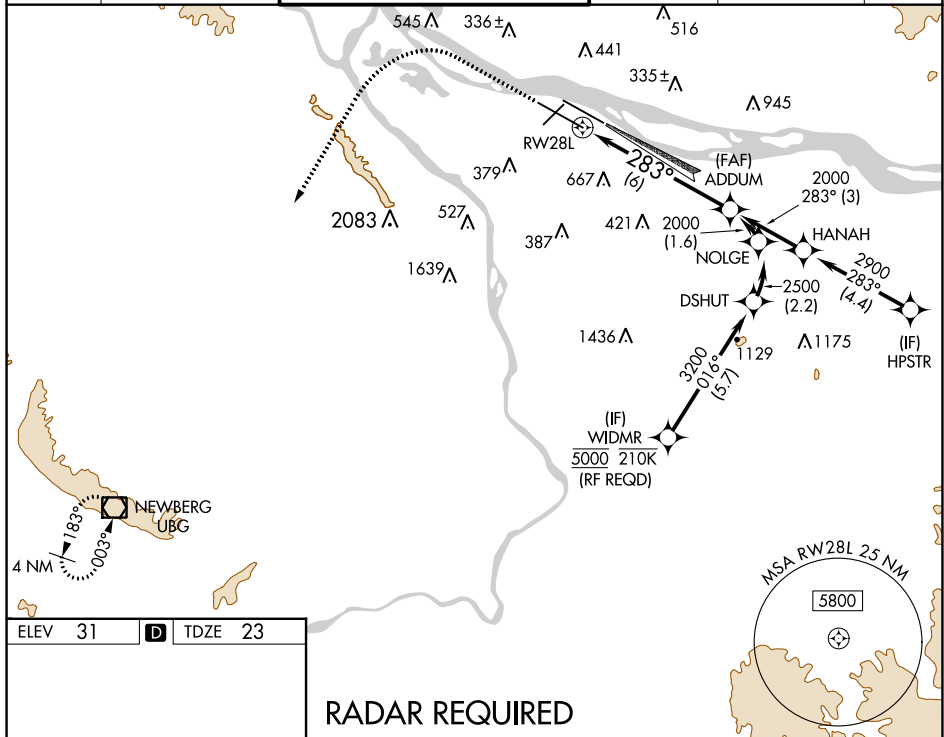 545
336±
516
441
335±
945
RW28L
283°
(6)
(FAF)
ADDUM
2000
283° (3)
379
667
2083
527
387
421
2000
(1.6)
NOLGE
HANAH
1639
2900
283°
(4.4)
DSHUT
2500
(2.2)
1436
1129
1175
(IF)
HPSTR
3200
016°
(5.7)
(IF)
WIDMR
5000 210K
(RF REQD)
NEWBERG
UBG
183°
003°
4 NM
MSA RW28L 25 NM
5800
ELEV 31 D TDZE 23
RADAR REQUIRED